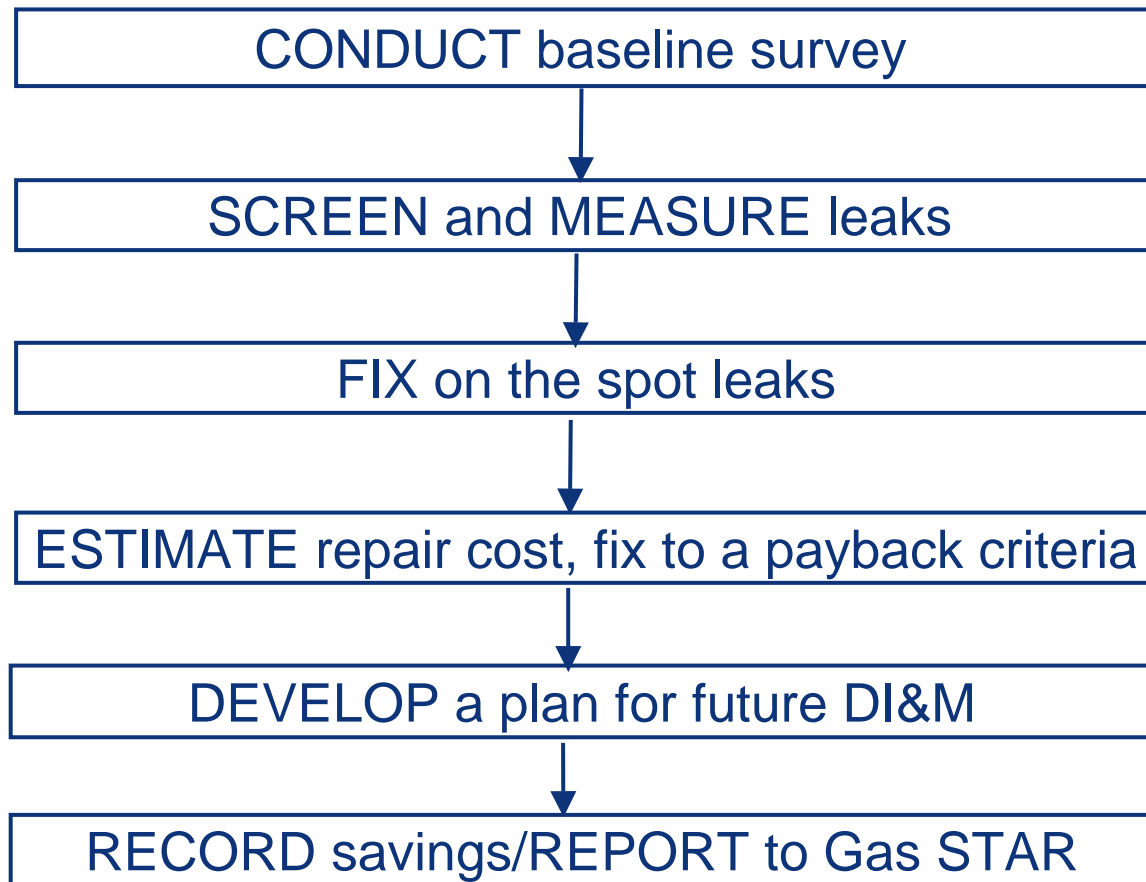 CONDUCT baseline survey
SCREEN and MEASURE leaks
FIX on the spot leaks
ESTIMATE repair cost, fix to a payback criteria
DEVELOP a plan for future DI&M
RECORD savings/REPORT to Gas STAR